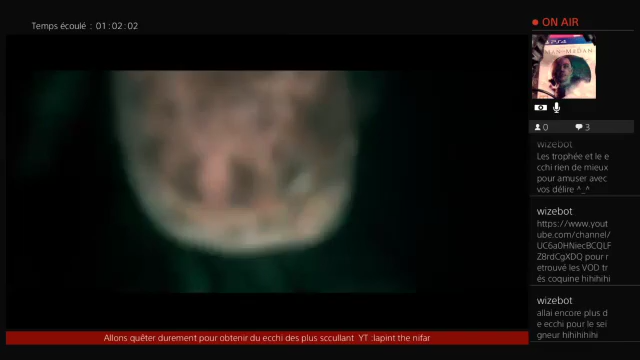 Temps écoulé : 01:02:02
ON AIR
PS4
0
3
wizebot
Les trophée et le e
cchi rien de mieux
pour amuser avec
vos délire ^_^
wizebot
https://www.yout
ube.com/channel/
UC6a0HNiecBCQLF
Z8rdCgXDQ pour r
etrouvé les VOD tr
és coquine hihihihi
wizebot
allai encore plus d
e ecchi pour le sei
gneur hihihihihi
Allons quêter durement pour obtenir du ecchi des plus sccullant YT :lapint the nifar